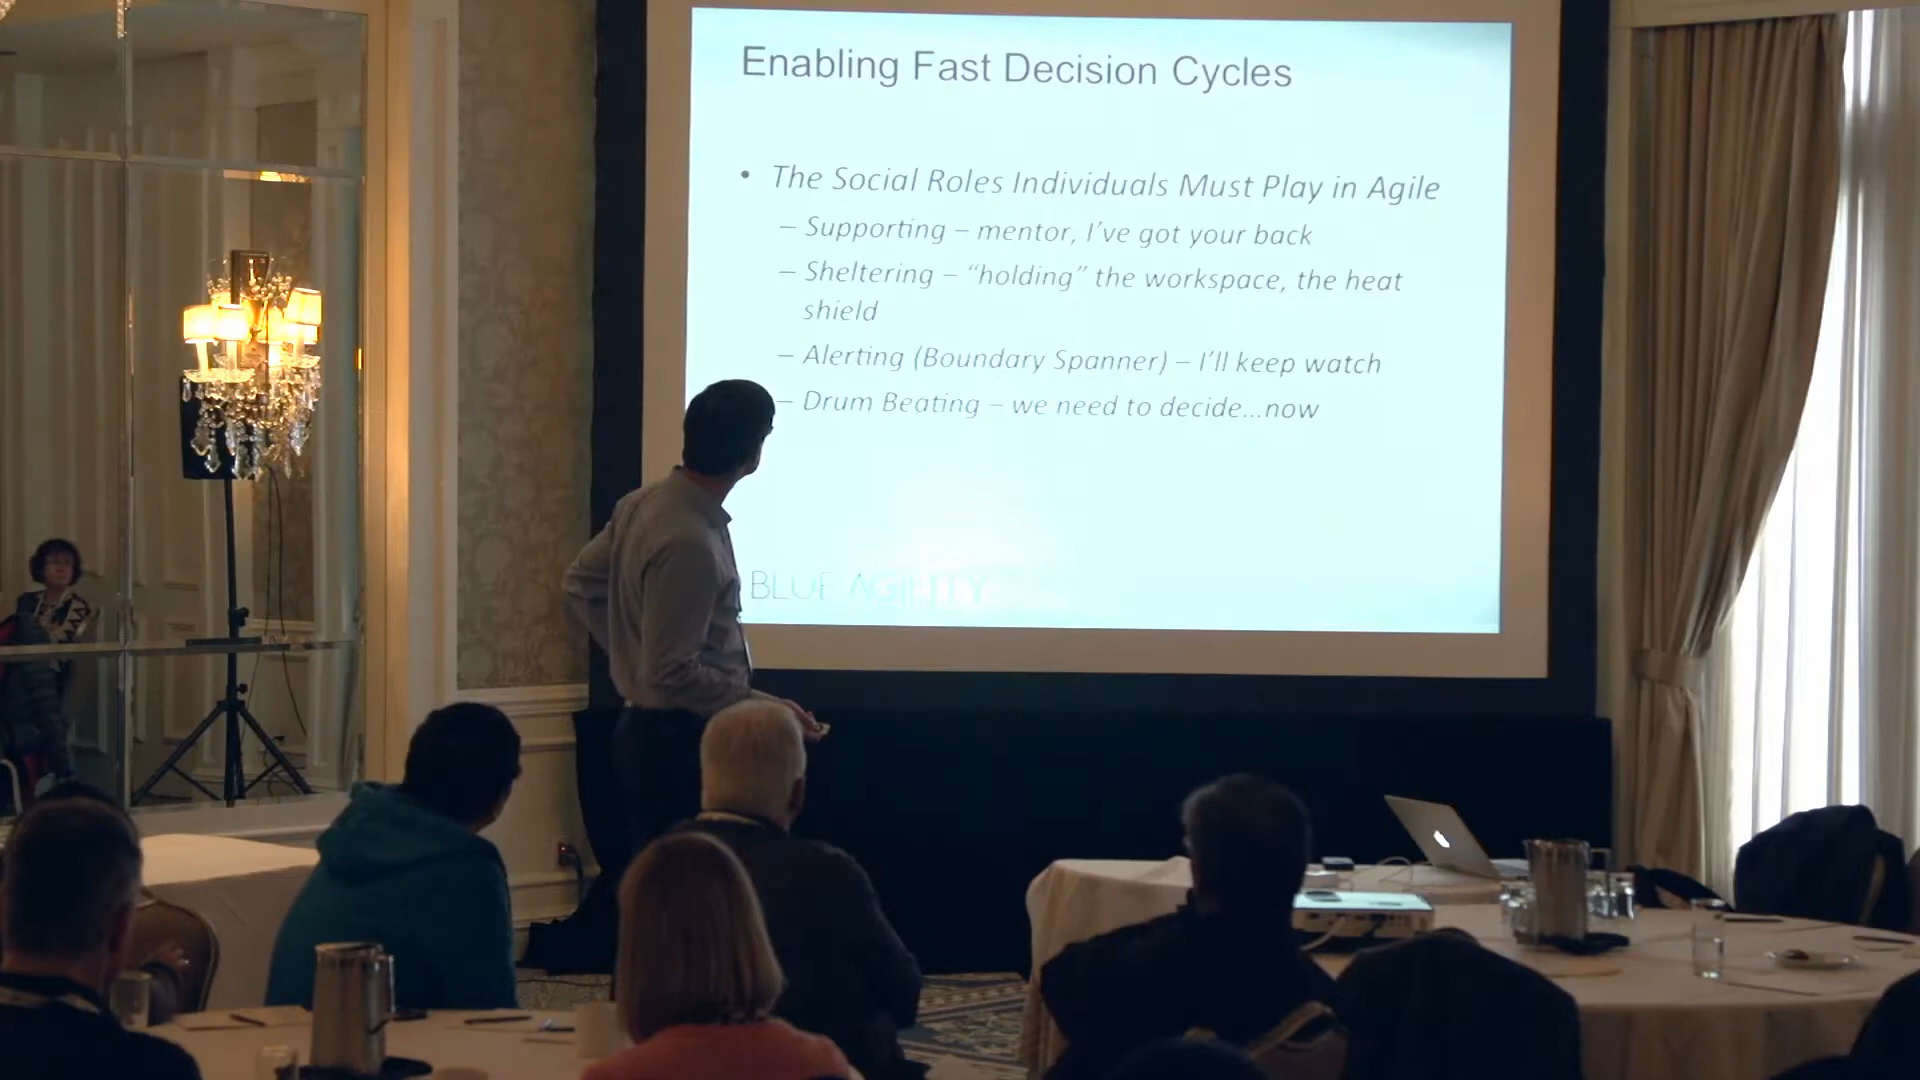 Enabling Fast Decision Cycles
• The Social Roles Individuals Must Play in Agile
– Supporting – mentor, I’ve got your back
– Sheltering – “holding” the workspace, the heat
shield
– Alerting (Boundary Spanner) – I’ll keep watch
– Drum Beating – we need to decide...now
BLUE AGILITY